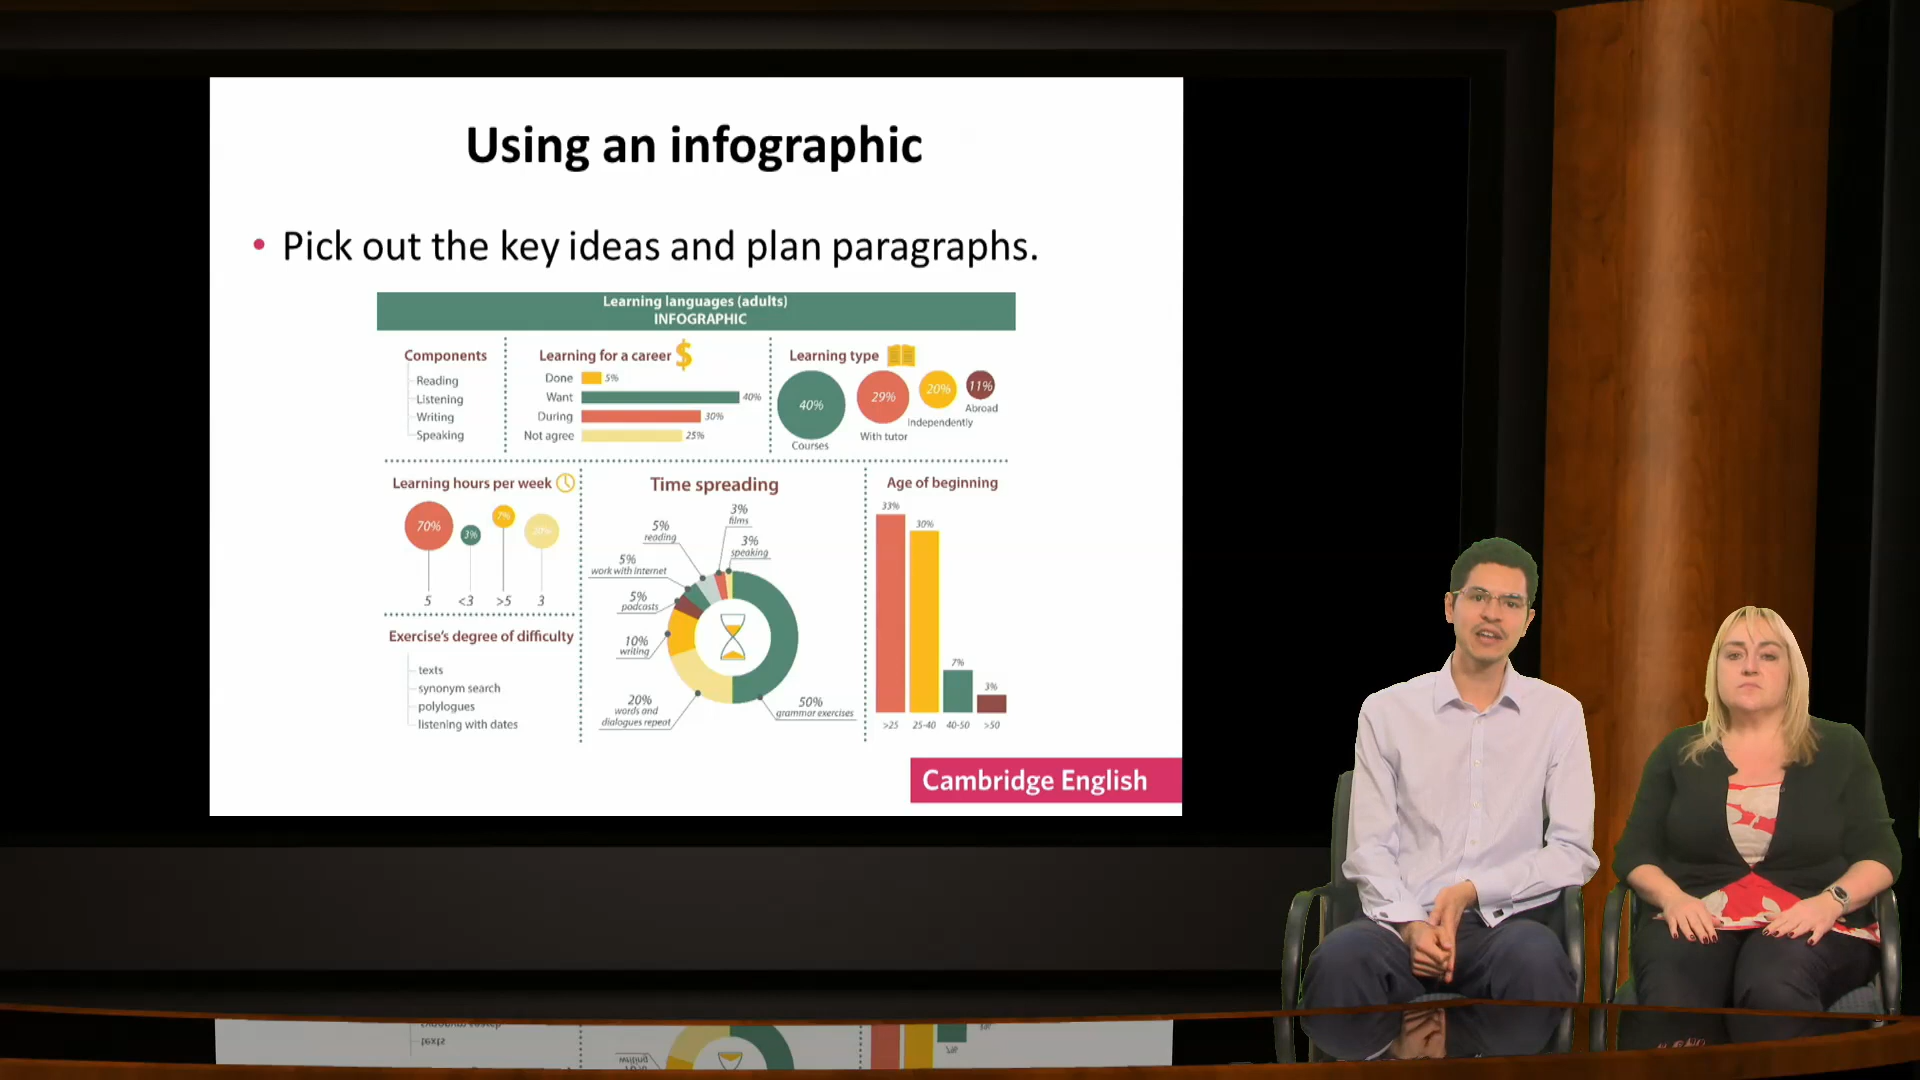 Using an infographic
• Pick out the key ideas and plan paragraphs.
Learning languages (adults)
INFOGRAPHIC
Components
Reading
Listening
Writing
Speaking
Learning for a career $
Done 5%
Want 40%
During 30%
Not agree 25%
Learning type
40%
Courses
29%
With tutor
20%
Independently
11%
Abroad
Learning hours per week
70% 3% 7% 20%
5 <3 >5 3
Exercise's degree of difficulty
texts
synonym search
polylogues
listening with dates
Time spreading
3%
films
5%
reading
3%
speaking
5%
work with internet
5%
podcasts
10%
writing
20%
words and
dialogues repeat
50%
grammar exercises
Age of beginning
33%
30%
7%
3%
>25 25-40 40-50 >50
Cambridge English